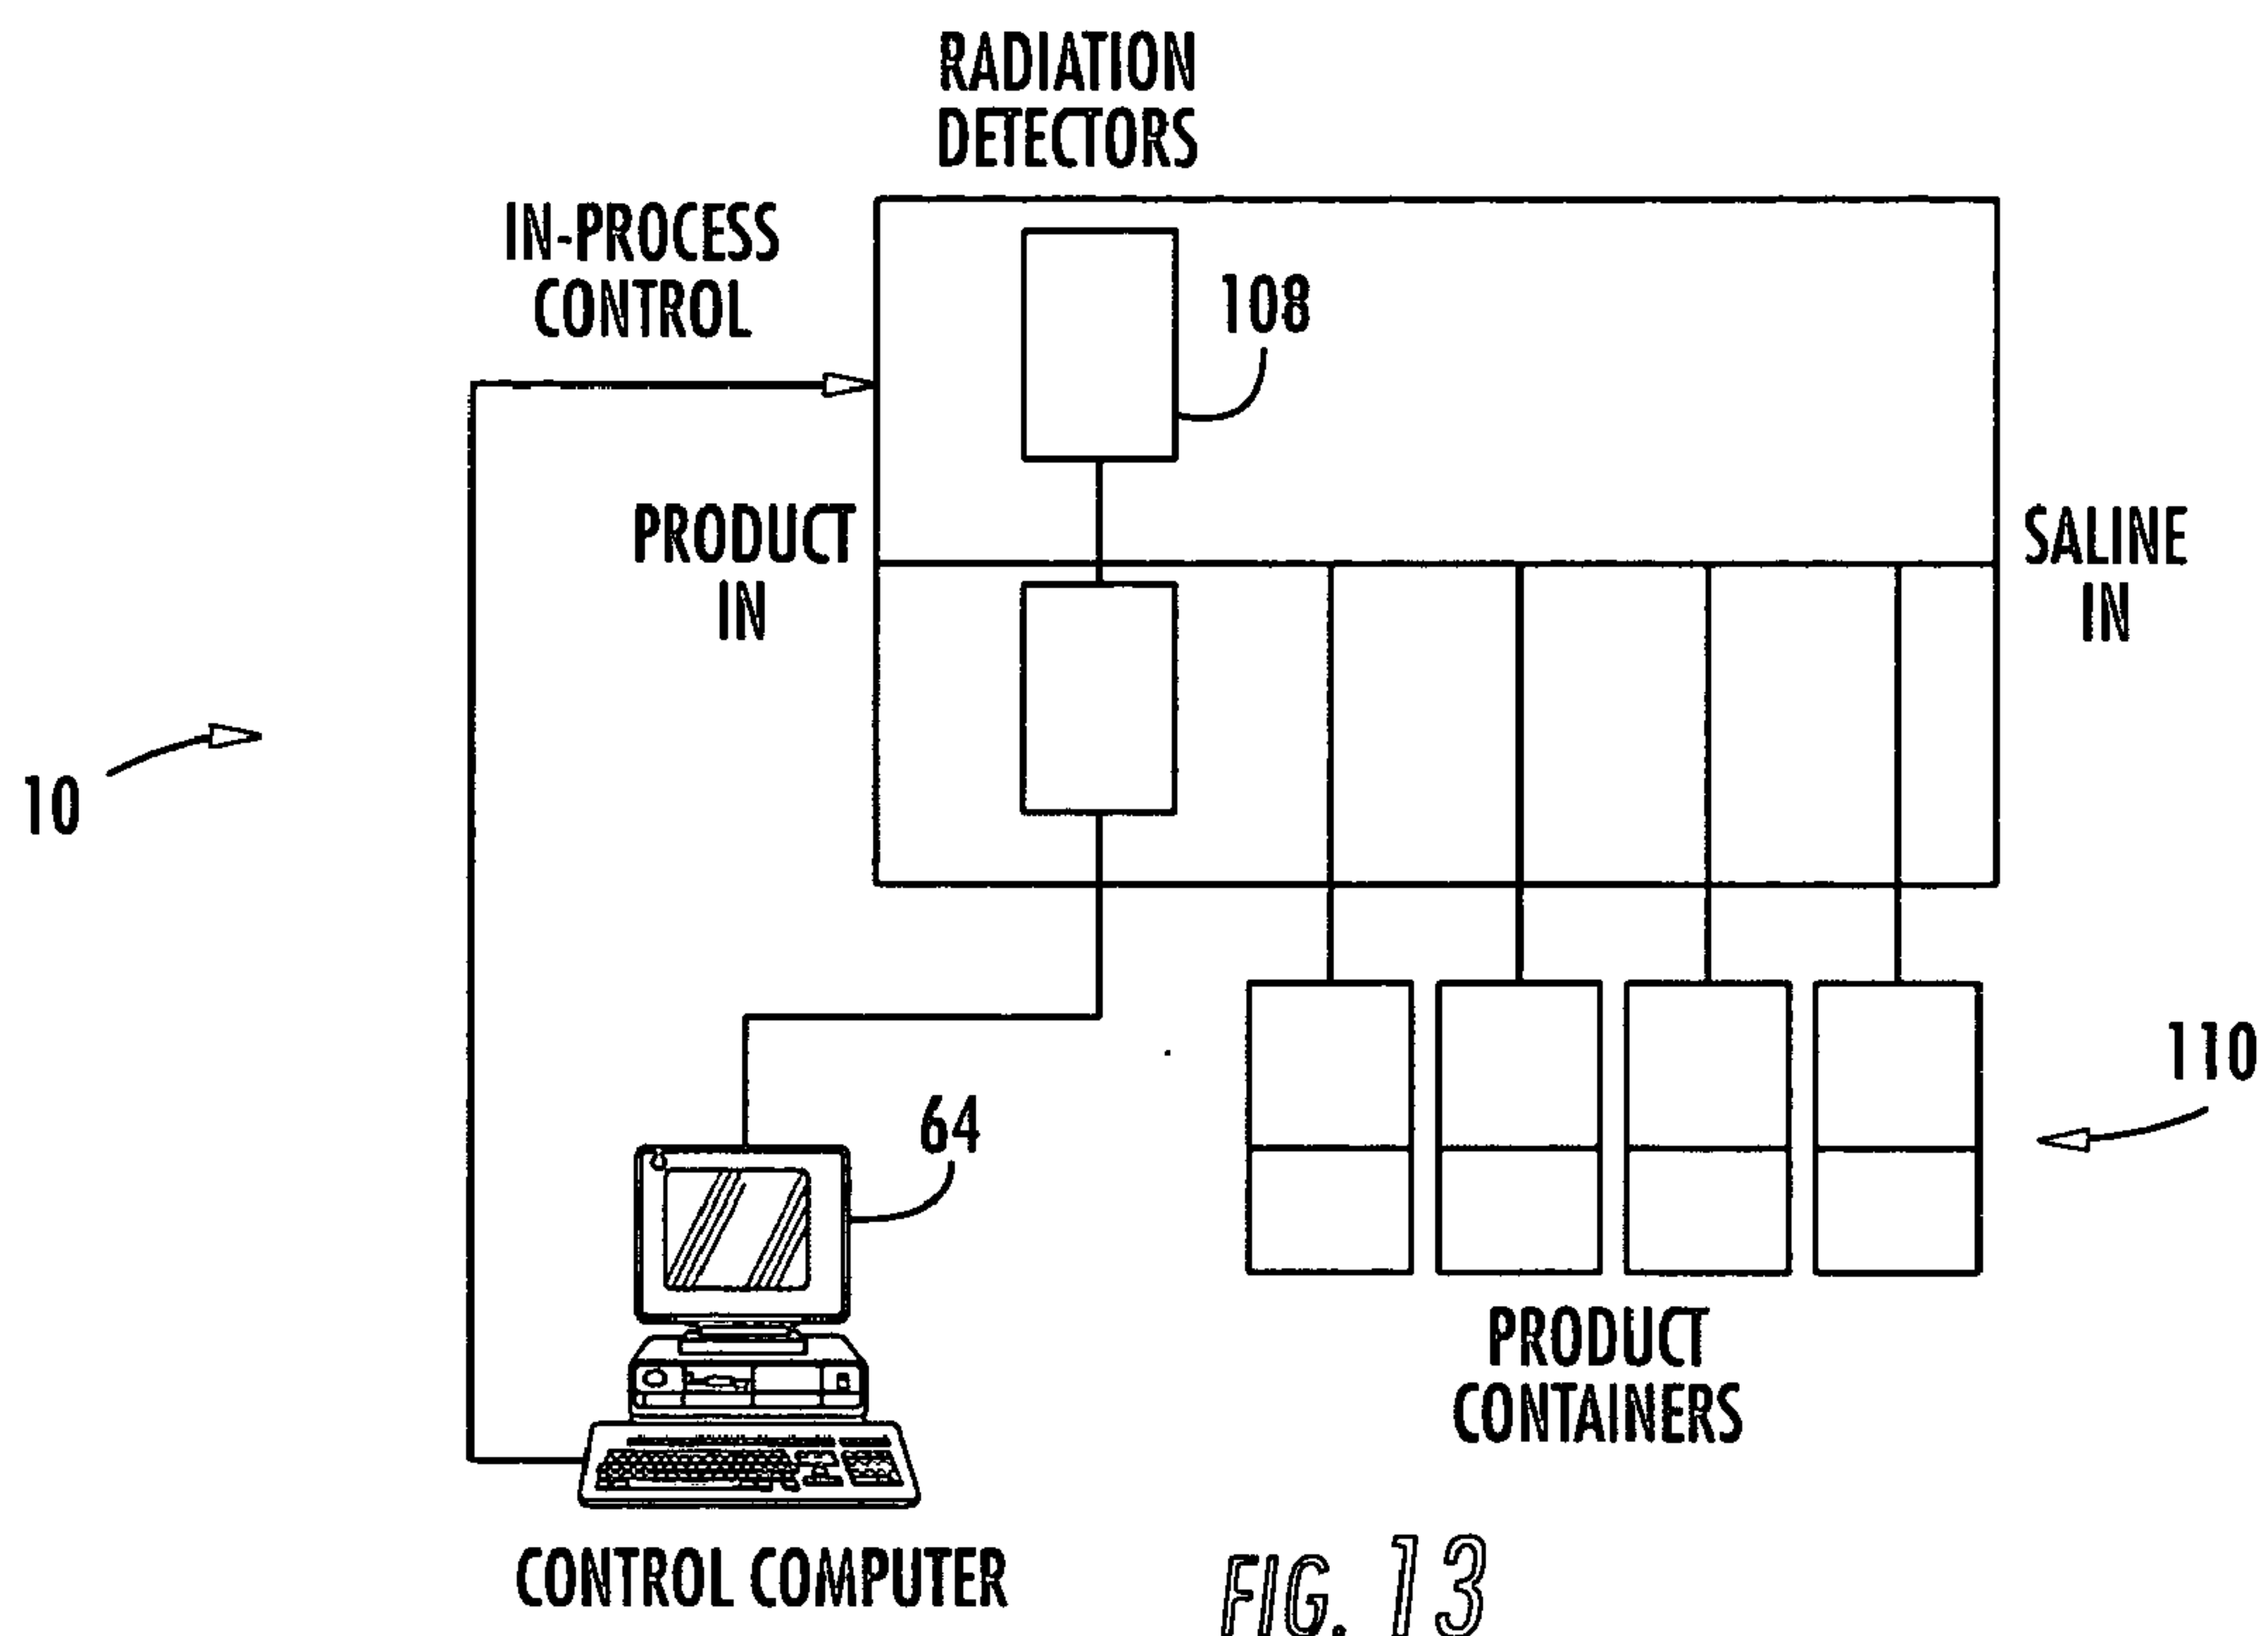 RADIATION
DETECTORS
IN-PROCESS
CONTROL
108
PRODUCT
IN
SALINE
IN
10
110
64
PRODUCT
CONTAINERS
CONTROL COMPUTER
FIG. 13